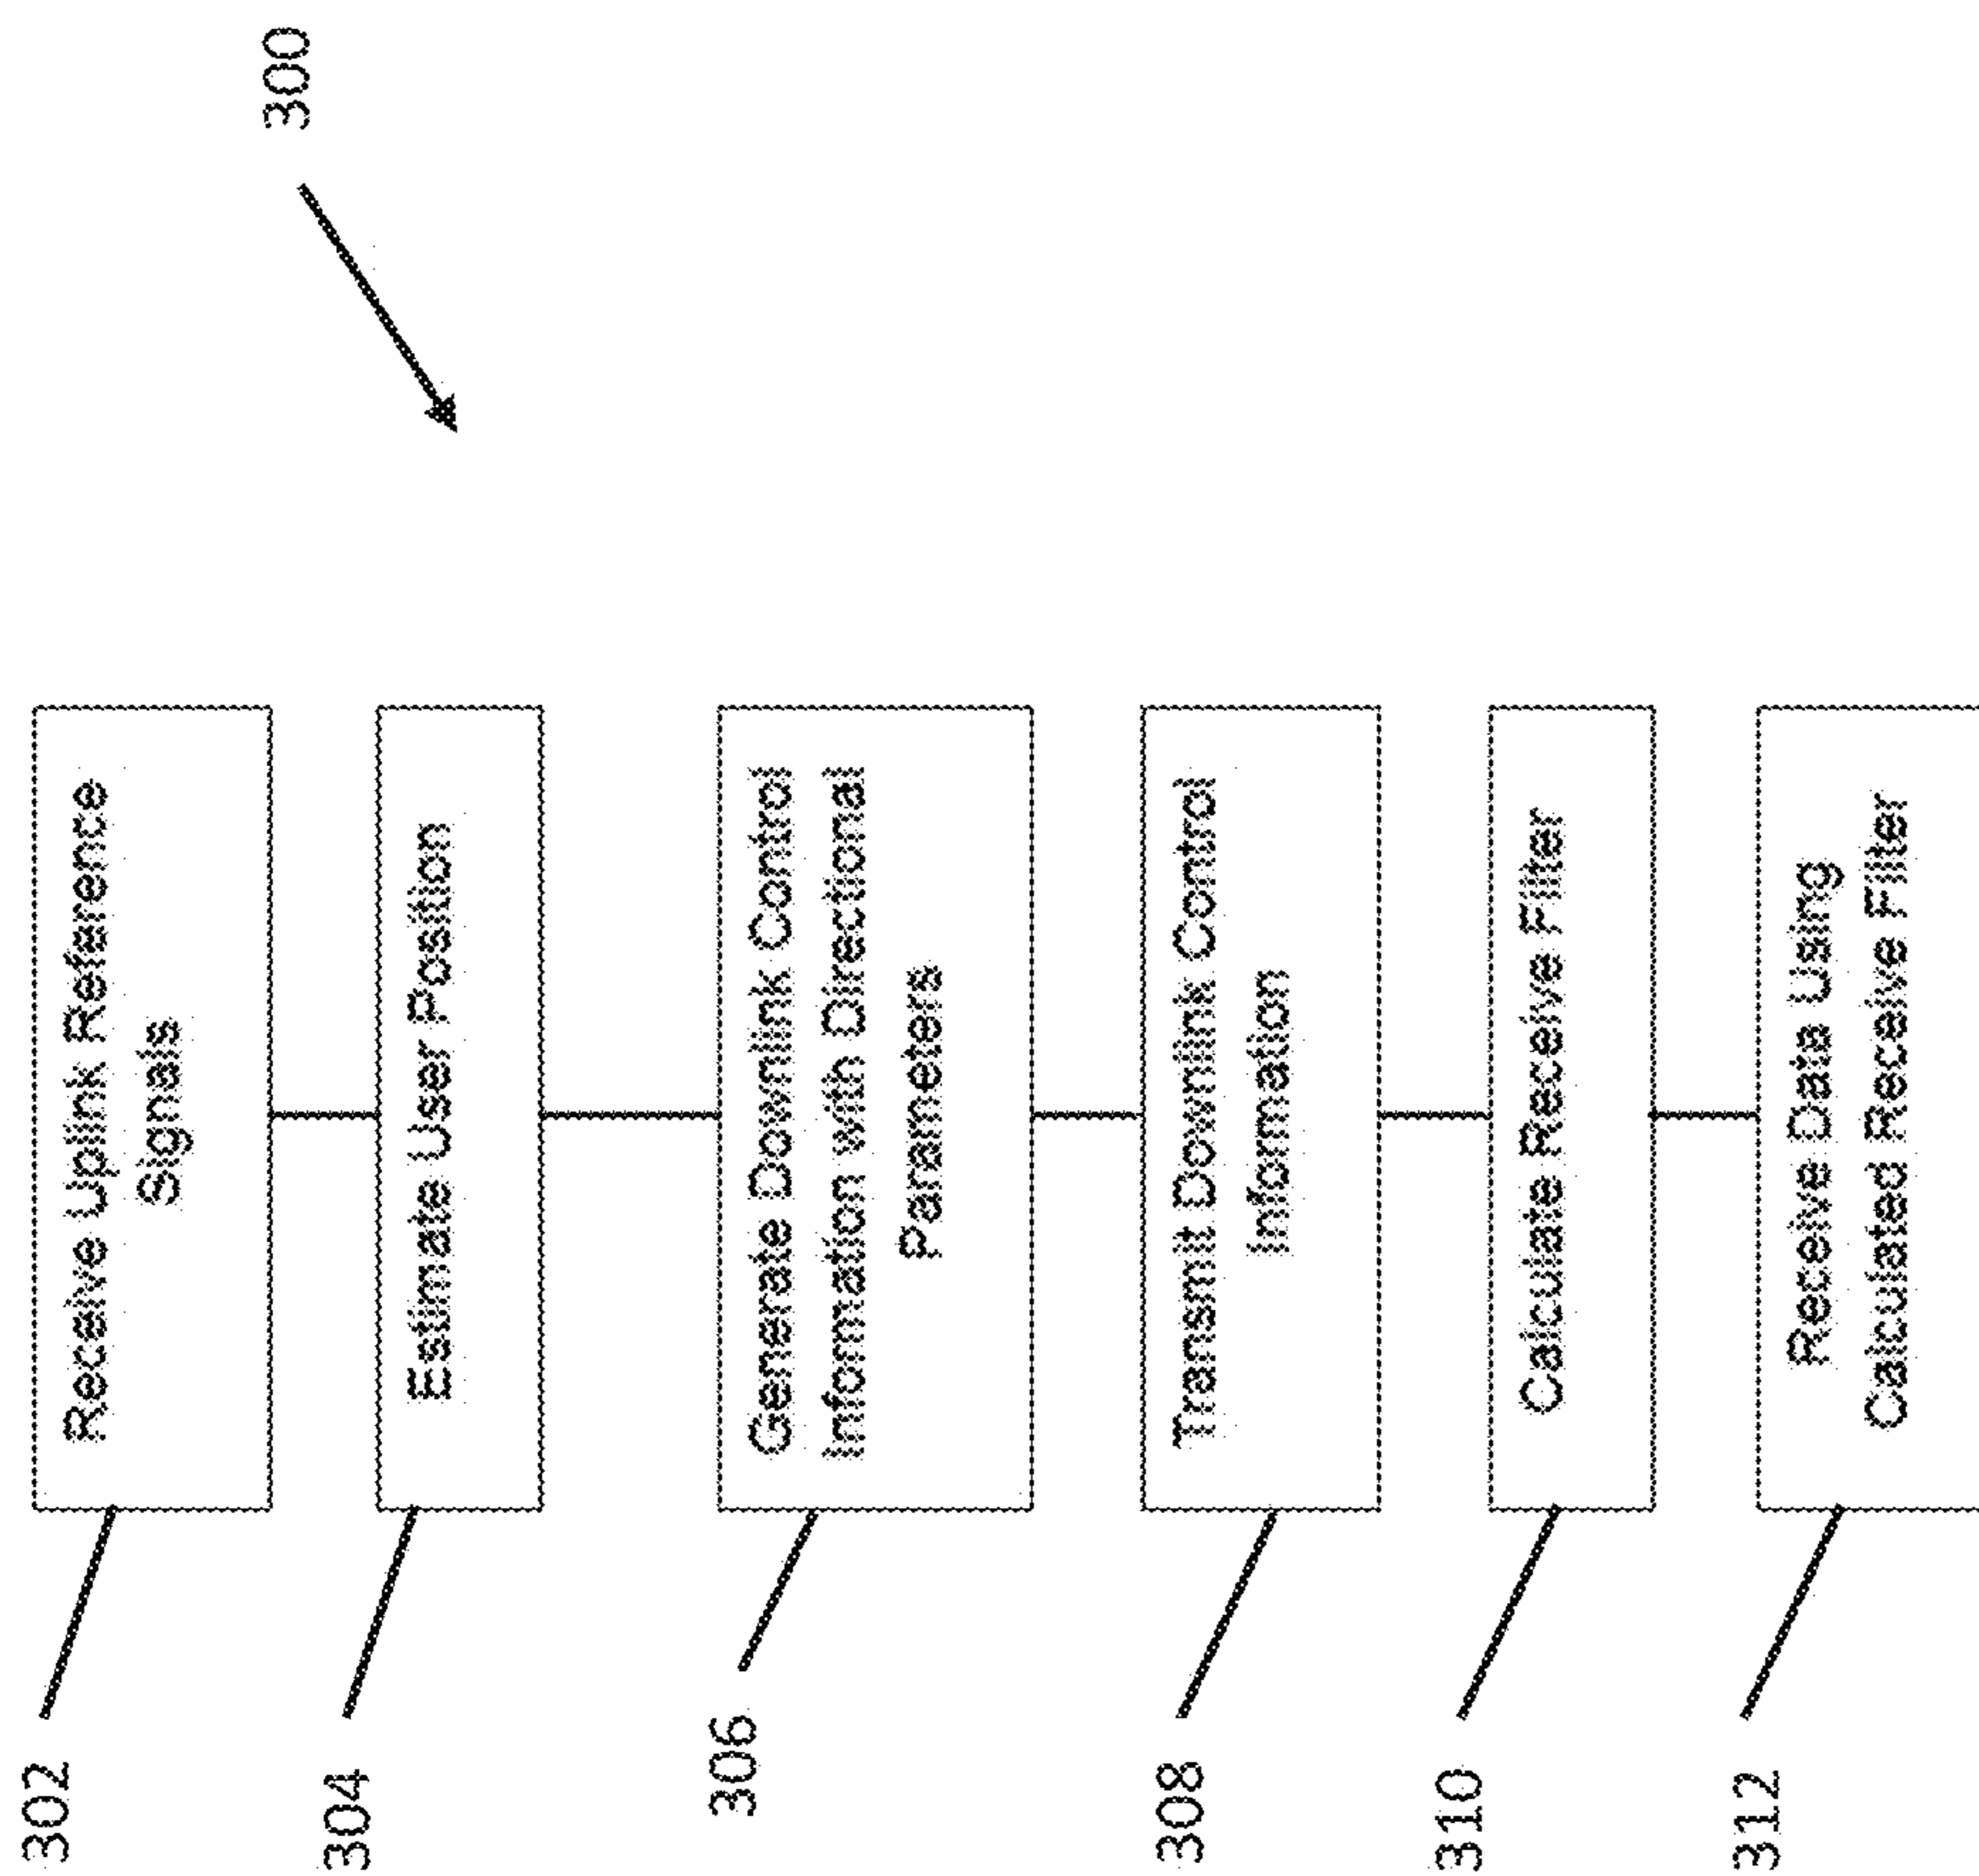 300
302
Receive Uplink Reference
Signals
304
Estimate User Position
306
Generate Downlink Control
Information with Directional
Parameters
308
Transmit Downlink Control
Information
310
Calculate Receive Filter
312
Receive Data Using
Calculated Receive Filter